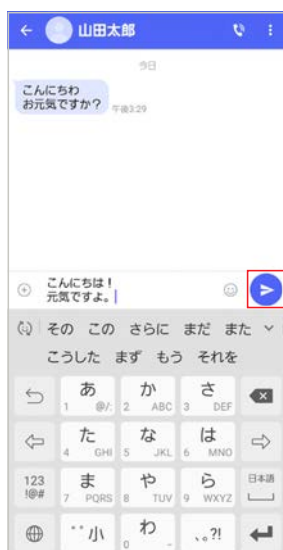 山田太郎
今日
こんにちわ
お元気ですか?
午後3:29
こんにちは!
元気ですよ。
その この さらに まだ また
こうした まず もう それを
あ か さ
1 @/: 2 ABC 3 DEF
た な は
4 GHI 5 JKL 6 MNO
123 ま や ら 日本語
!@# 7 PQRS 8 TUV 9 WXYZ
小 わ 、。?!
0